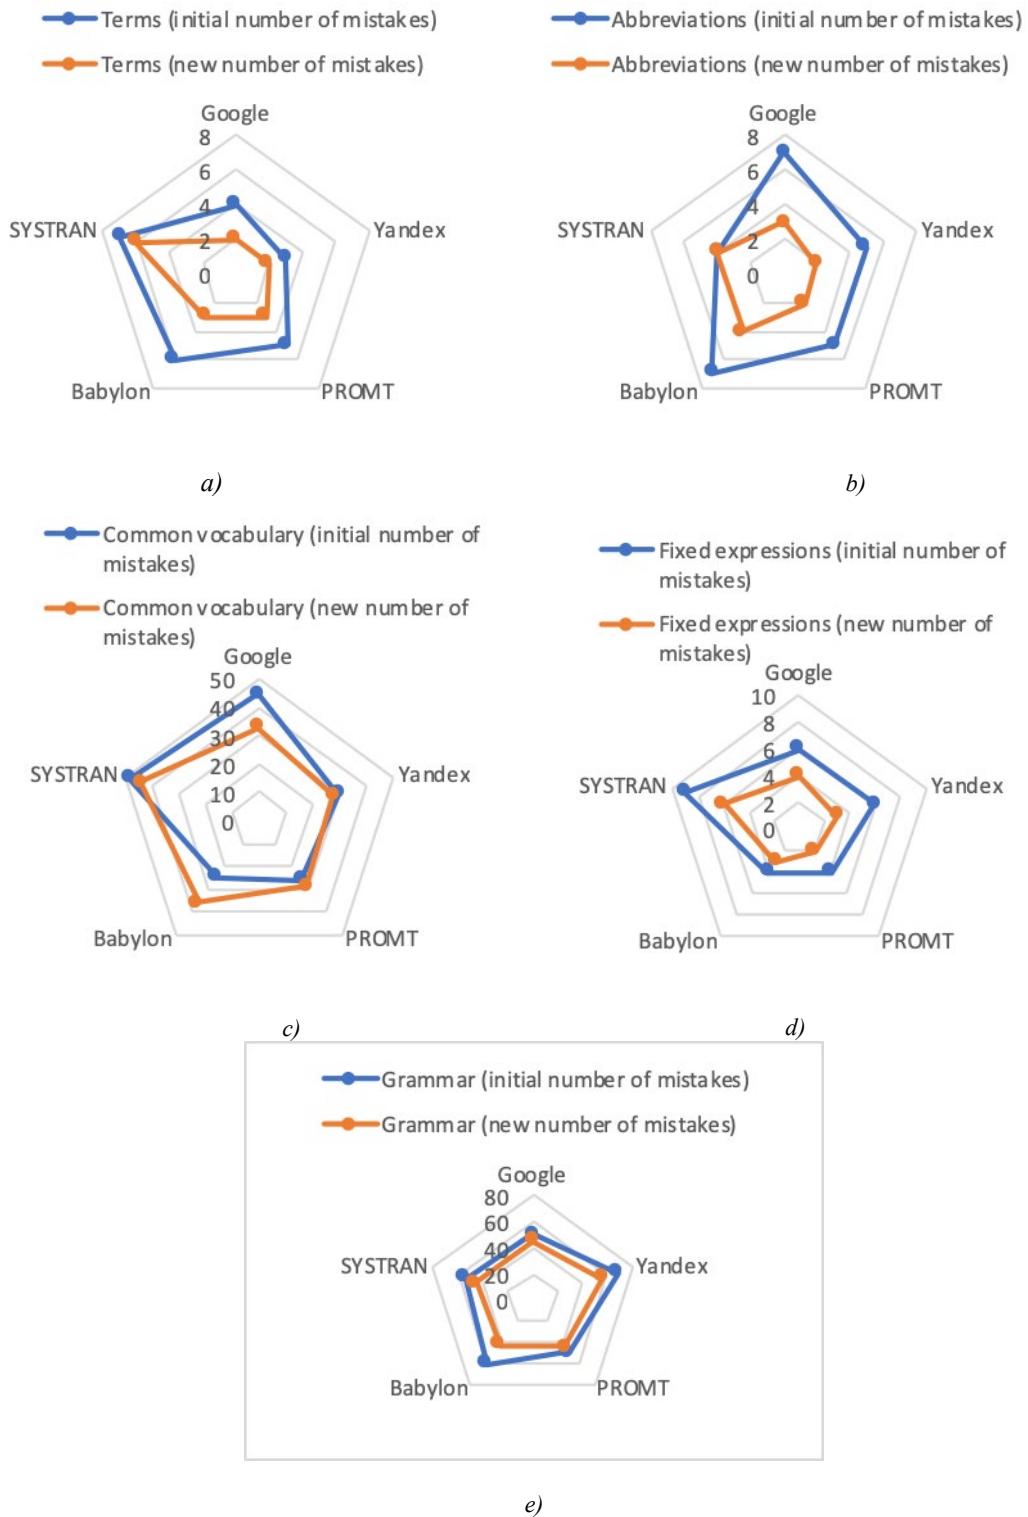 Terms (initial number of mistakes)
Terms (new number of mistakes)
Google
8
6
4
2
0
SYSTRAN
Yandex
Babylon
PROMT
a)
Abbreviations (initial number of mistakes)
Abbreviations (new number of mistakes)
Google
8
6
4
2
0
SYSTRAN
Yandex
Babylon
PROMT
b)
Common vocabulary (initial number of
mistakes)
Common vocabulary (new number of
mistakes)
Google
50
40
30
20
10
0
SYSTRAN
Yandex
Babylon
PROMT
c)
Fixed expressions (initial number of
mistakes)
Fixed expressions (new number of
mistakes)
Google
10
8
6
4
2
0
SYSTRAN
Yandex
Babylon
PROMT
d)
Grammar (initial number of mistakes)
Grammar (new number of mistakes)
Google
80
60
40
20
0
SYSTRAN
Yandex
Babylon
PROMT
e)